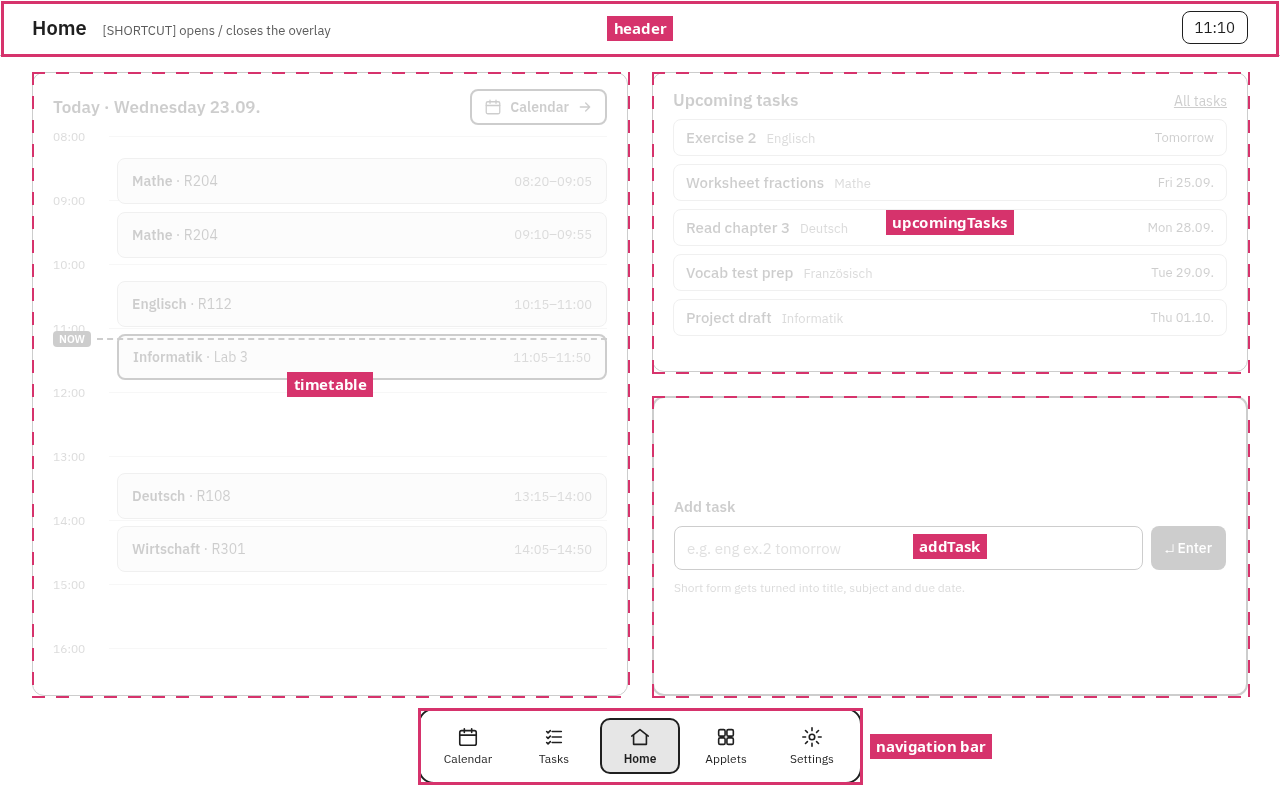 Home [SHORTCUT] opens / closes the overlay header 11:10
Today · Wednesday 23.09. Calendar →
08:00
Mathe · R204 08:20–09:05
09:00
Mathe · R204 09:10–09:55
10:00
Englisch · R112 10:15–11:00
11:00
NOW
Informatik · Lab 3 11:05–11:50
timetable
12:00
13:00
Deutsch · R108 13:15–14:00
14:00
Wirtschaft · R301 14:05–14:50
15:00
16:00
Upcoming tasks All tasks
Exercise 2 Englisch Tomorrow
Worksheet fractions Mathe Fri 25.09.
Read chapter 3 Deutsch upcomingTasks Mon 28.09.
Vocab test prep Französisch Tue 29.09.
Project draft Informatik Thu 01.10.
Add task
e.g. eng ex.2 tomorrow addTask ↵ Enter
Short form gets turned into title, subject and due date.
Calendar Tasks Home Applets Settings navigation bar